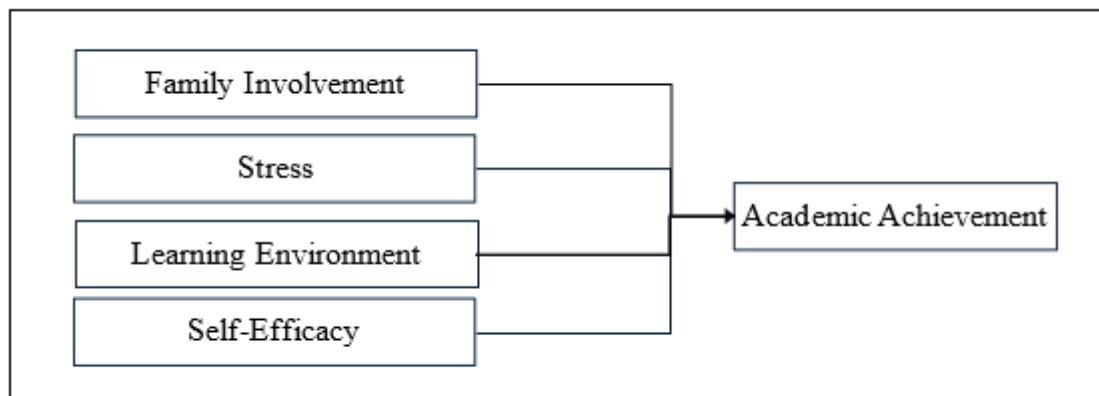 Family Involvement
Stress
Learning Environment
Self-Efficacy
Academic Achievement